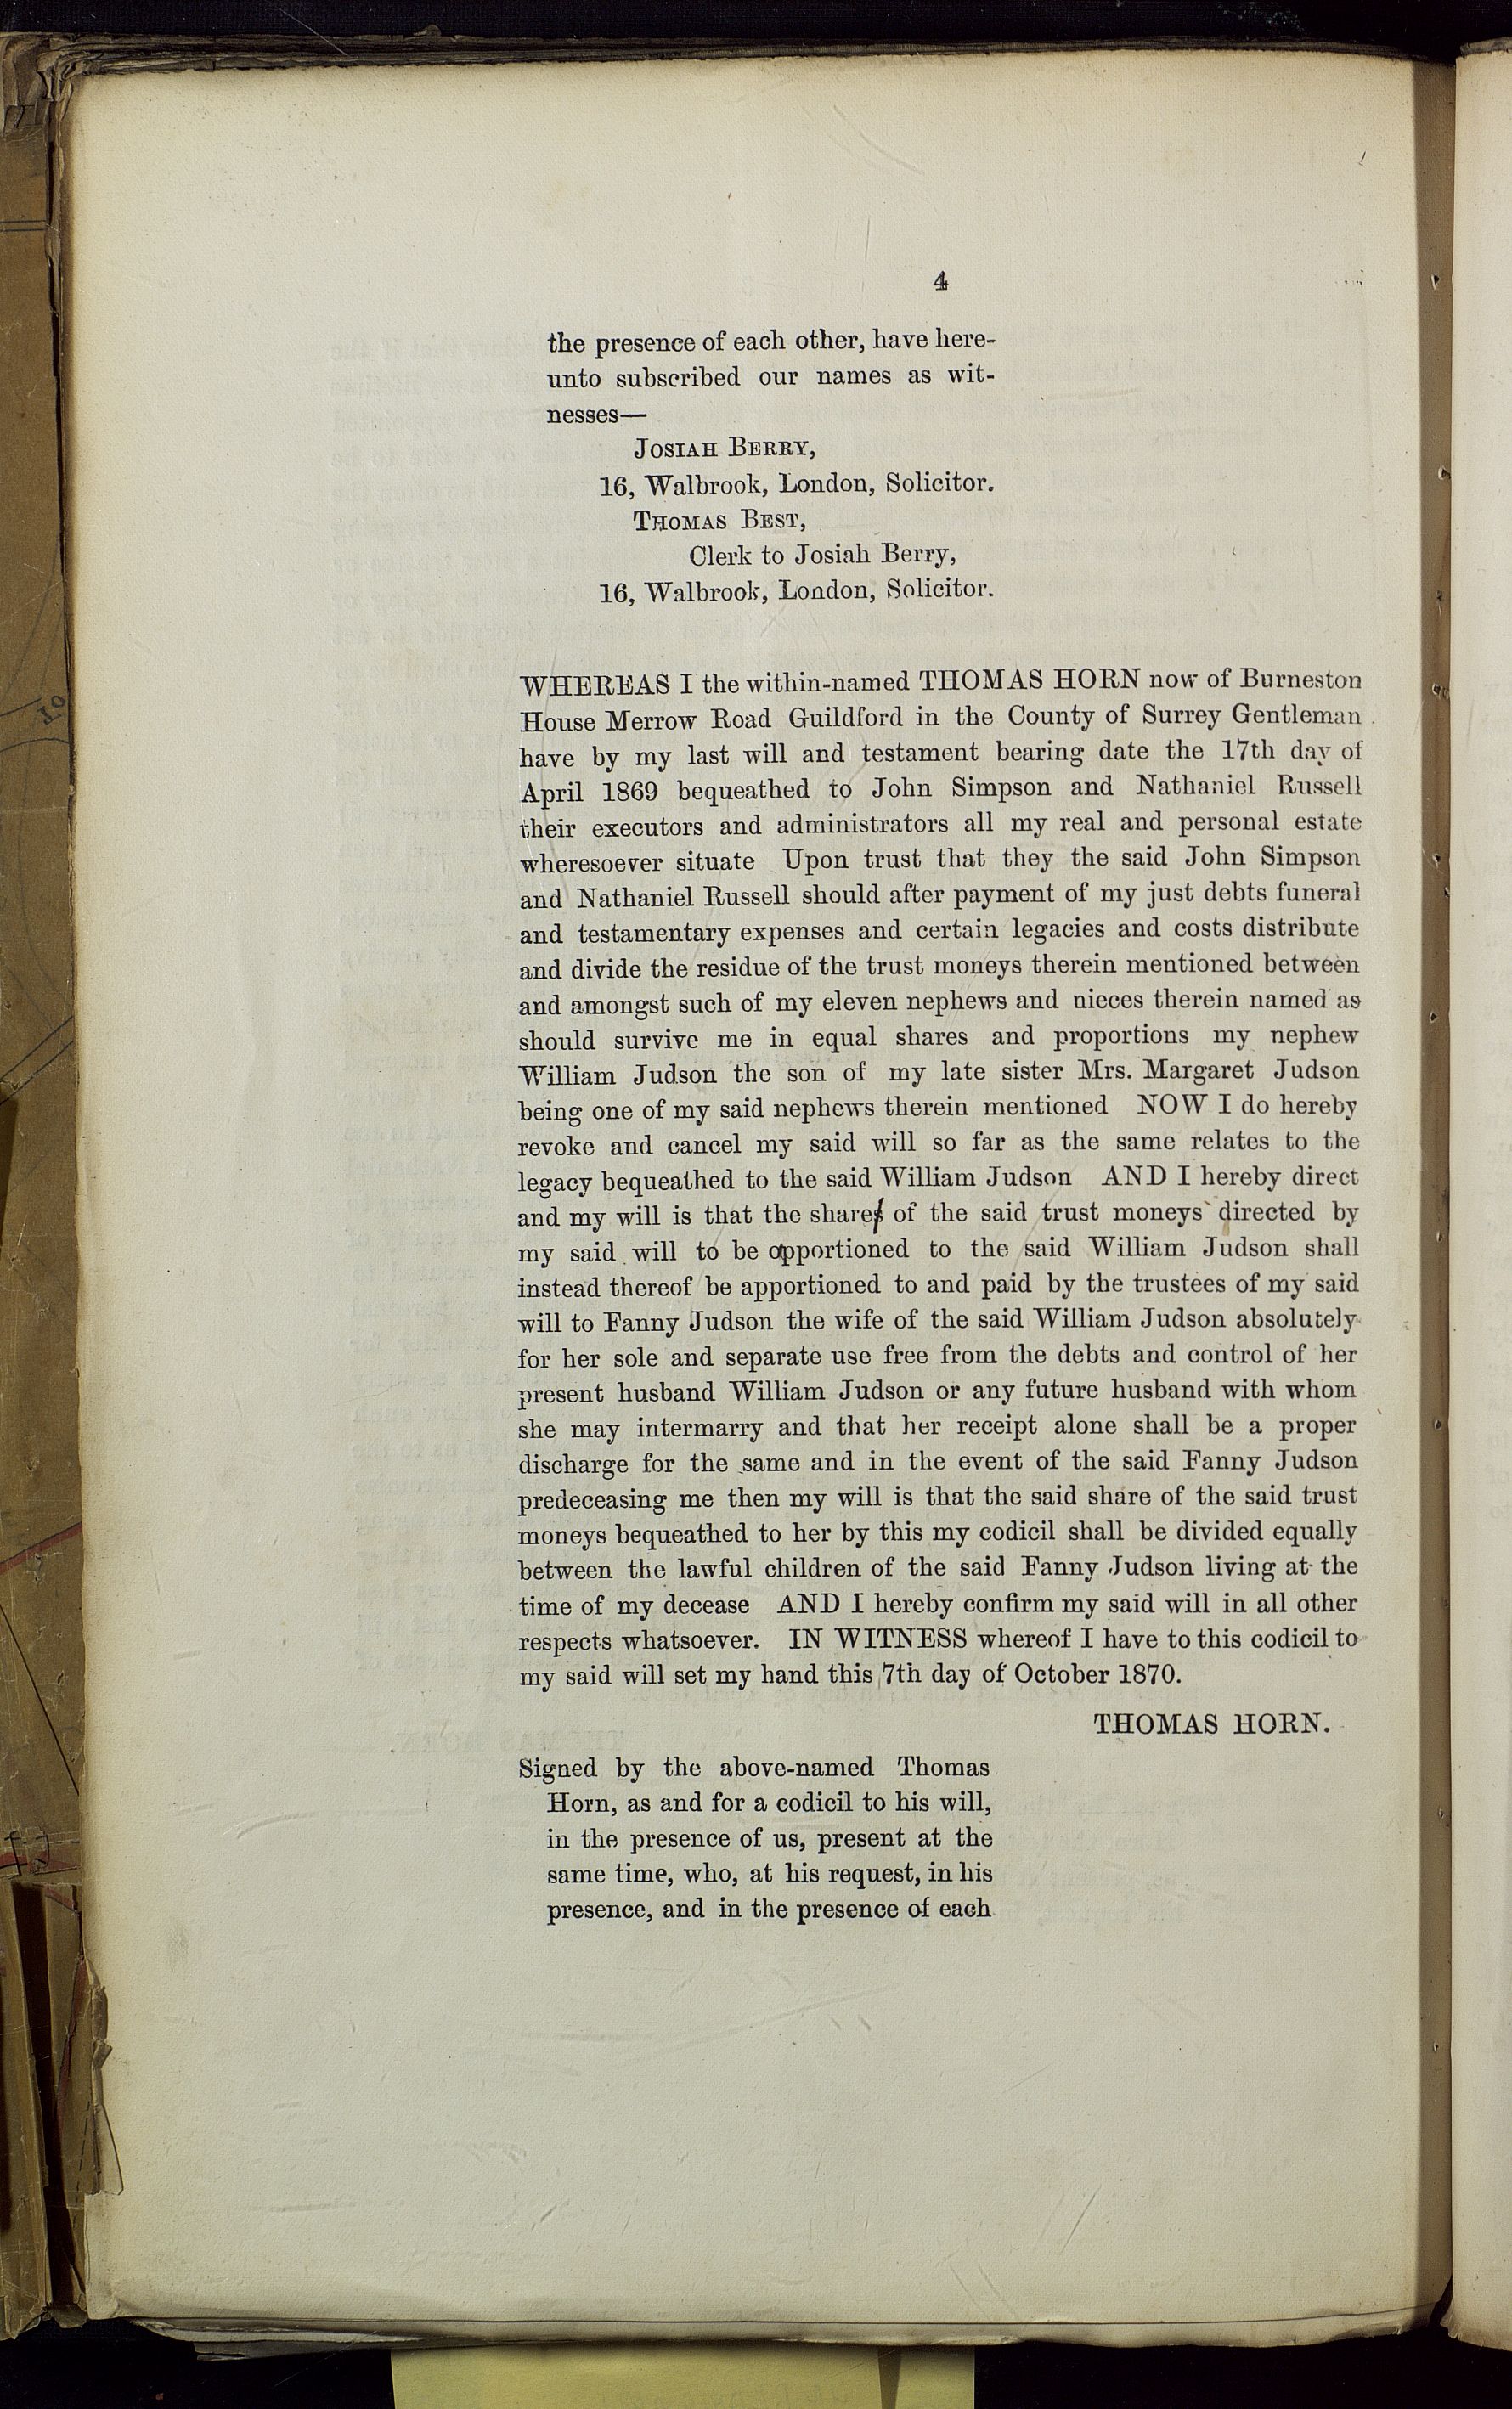 4
the presence of each other, have here-
unto subscribed our names as wit-
nesses—
JOSIAH BERRY,
16, Walbrook, London, Solicitor.
THOMAS BEST,
Clerk to Josiah Berry,
16, Walbrook, London, Solicitor.
WHEREAS I the within-named THOMAS HORN now of Burneston
House Merrow Road Guildford in the County of Surrey Gentleman
have by my last will and testament bearing date the 17th day of
April 1869 bequeathed to John Simpson and Nathaniel Russell
their executors and administrators all my real and personal estate
wheresoever situate Upon trust that they the said John Simpson
and Nathaniel Russell should after payment of my just debts funeral
and testamentary expenses and certain legacies and costs distribute
and divide the residue of the trust moneys therein mentioned between
and amongst such of my eleven nephews and nieces therein named as
should survive me in equal shares and proportions my nephew
William Judson the son of my late sister Mrs. Margaret Judson
being one of my said nephews therein mentioned NOW I do hereby
revoke and cancel my said will so far as the same relates to the
legacy bequeathed to the said William Judson AND I hereby direct
and my will is that the shares of the said trust moneys directed by
my said will to be apportioned to the said William Judson shall
instead thereof be apportioned to and paid by the trustees of my said
will to Fanny Judson the wife of the said William Judson absolutely
for her sole and separate use free from the debts and control of her
present husband William Judson or any future husband with whom
she may intermarry and that her receipt alone shall be a proper
discharge for the same and in the event of the said Fanny Judson
predeceasing me then my will is that the said share of the said trust
moneys bequeathed to her by this my codicil shall be divided equally
between the lawful children of the said Fanny Judson living at the
time of my decease AND I hereby confirm my said will in all other
respects whatsoever. IN WITNESS whereof I have to this codicil to
my said will set my hand this 7th day of October 1870.
THOMAS HORN.
Signed by the above-named Thomas
Horn, as and for a codicil to his will,
in the presence of us, present at the
same time, who, at his request, in his
presence, and in the presence of each